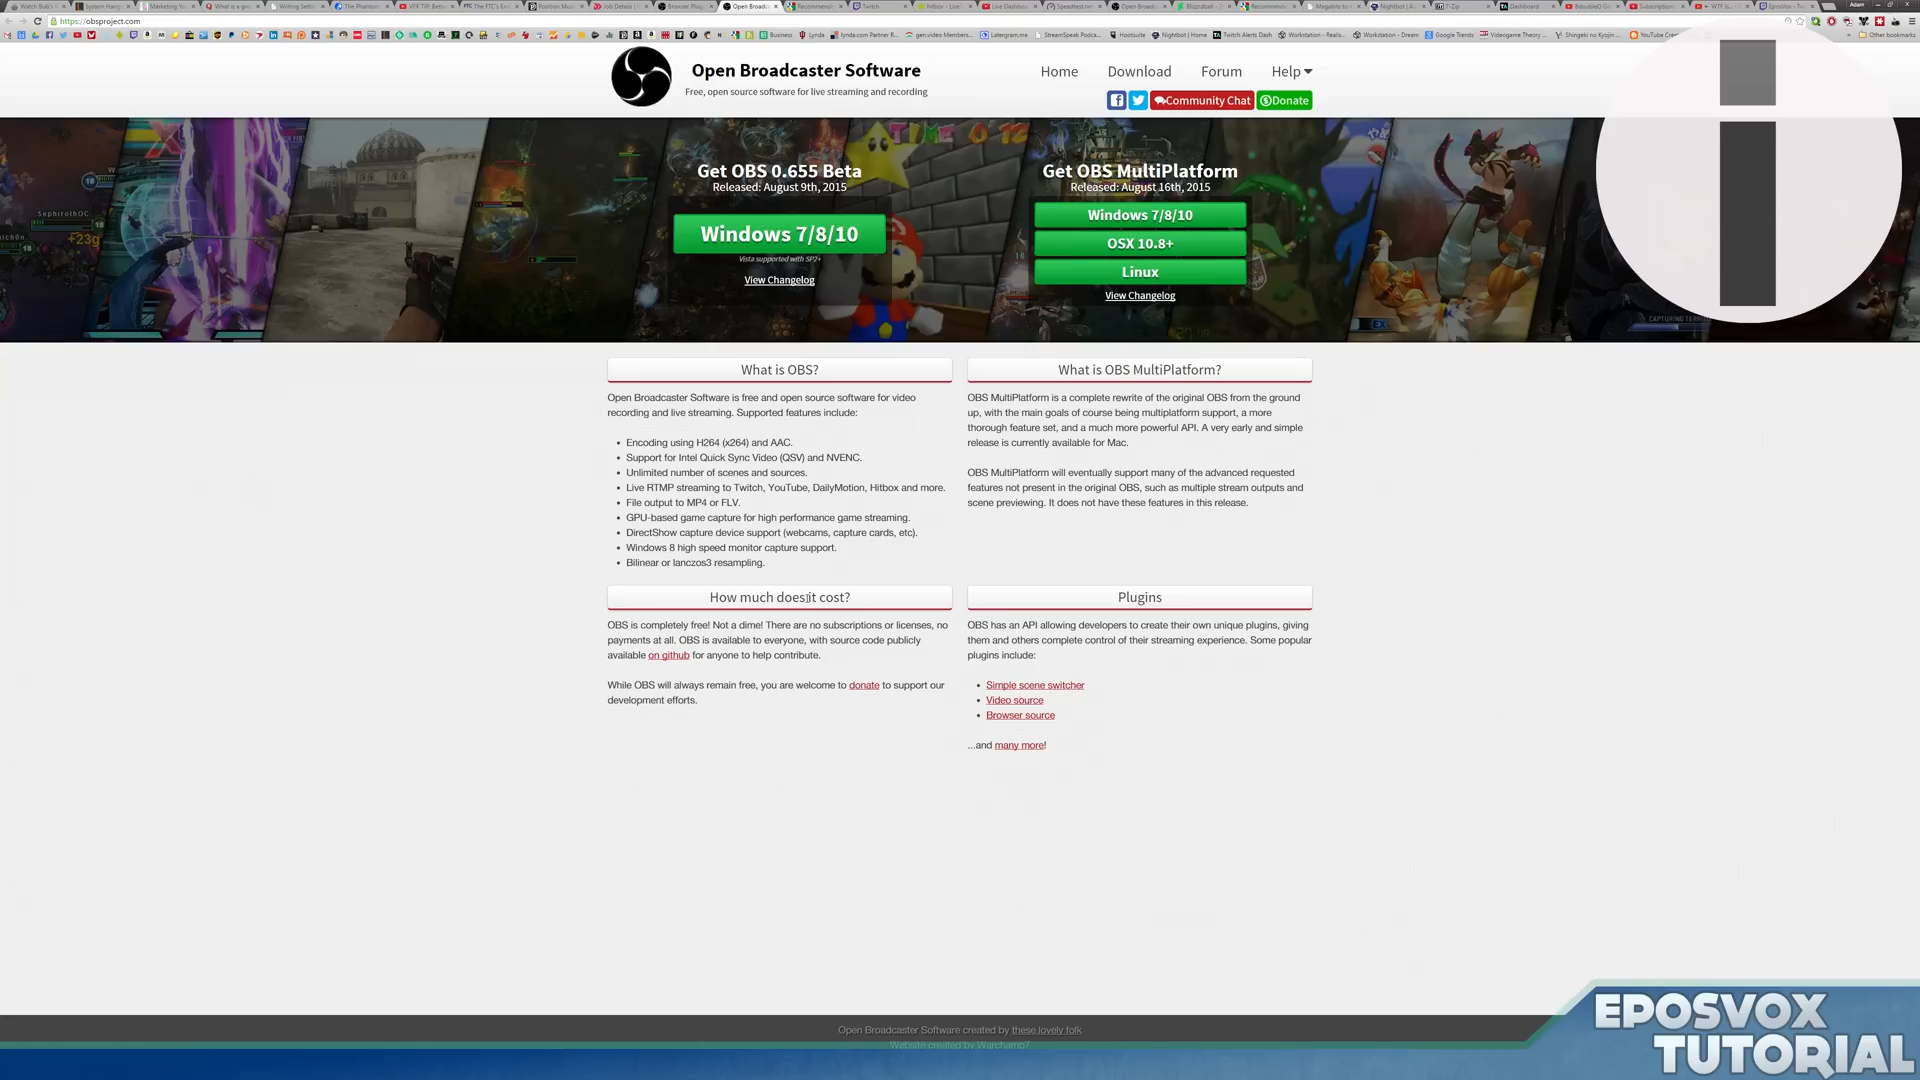 https://obsproject.com
Open Broadcaster Software
Free, open source software for live streaming and recording
Home
Download
Forum
Help
Community Chat
Donate
Get OBS 0.655 Beta
Released: August 9th, 2015
Windows 7/8/10
Vista supported with SP2+
View Changelog
Get OBS MultiPlatform
Released: August 16th, 2015
Windows 7/8/10
OSX 10.8+
Linux
View Changelog
SephirothOC
+23g
What is OBS?
Open Broadcaster Software is free and open source software for video
recording and live streaming. Supported features include:
Encoding using H264 (x264) and AAC.
Support for Intel Quick Sync Video (QSV) and NVENC.
Unlimited number of scenes and sources.
Live RTMP streaming to Twitch, YouTube, DailyMotion, Hitbox and more.
File output to MP4 or FLV.
GPU-based game capture for high performance game streaming.
DirectShow capture device support (webcams, capture cards, etc).
Windows 8 high speed monitor capture support.
Bilinear or lanczos3 resampling.
What is OBS MultiPlatform?
OBS MultiPlatform is a complete rewrite of the original OBS from the ground
up, with the main goals of course being multiplatform support, a more
thorough feature set, and a much more powerful API. A very early and simple
release is currently available for Mac.
OBS MultiPlatform will eventually support many of the advanced requested
features not present in the original OBS, such as multiple stream outputs and
scene previewing. It does not have these features in this release.
How much does it cost?
OBS is completely free! Not a dime! There are no subscriptions or licenses, no
payments at all. OBS is available to everyone, with source code publicly
available on github for anyone to help contribute.
While OBS will always remain free, you are welcome to donate to support our
development efforts.
Plugins
OBS has an API allowing developers to create their own unique plugins, giving
them and others complete control of their streaming experience. Some popular
plugins include:
Simple scene switcher
Video source
Browser source
...and many more!
Open Broadcaster Software created by these lovely folk
Website created by Warchamp7
EPOSVOX
TUTORIAL